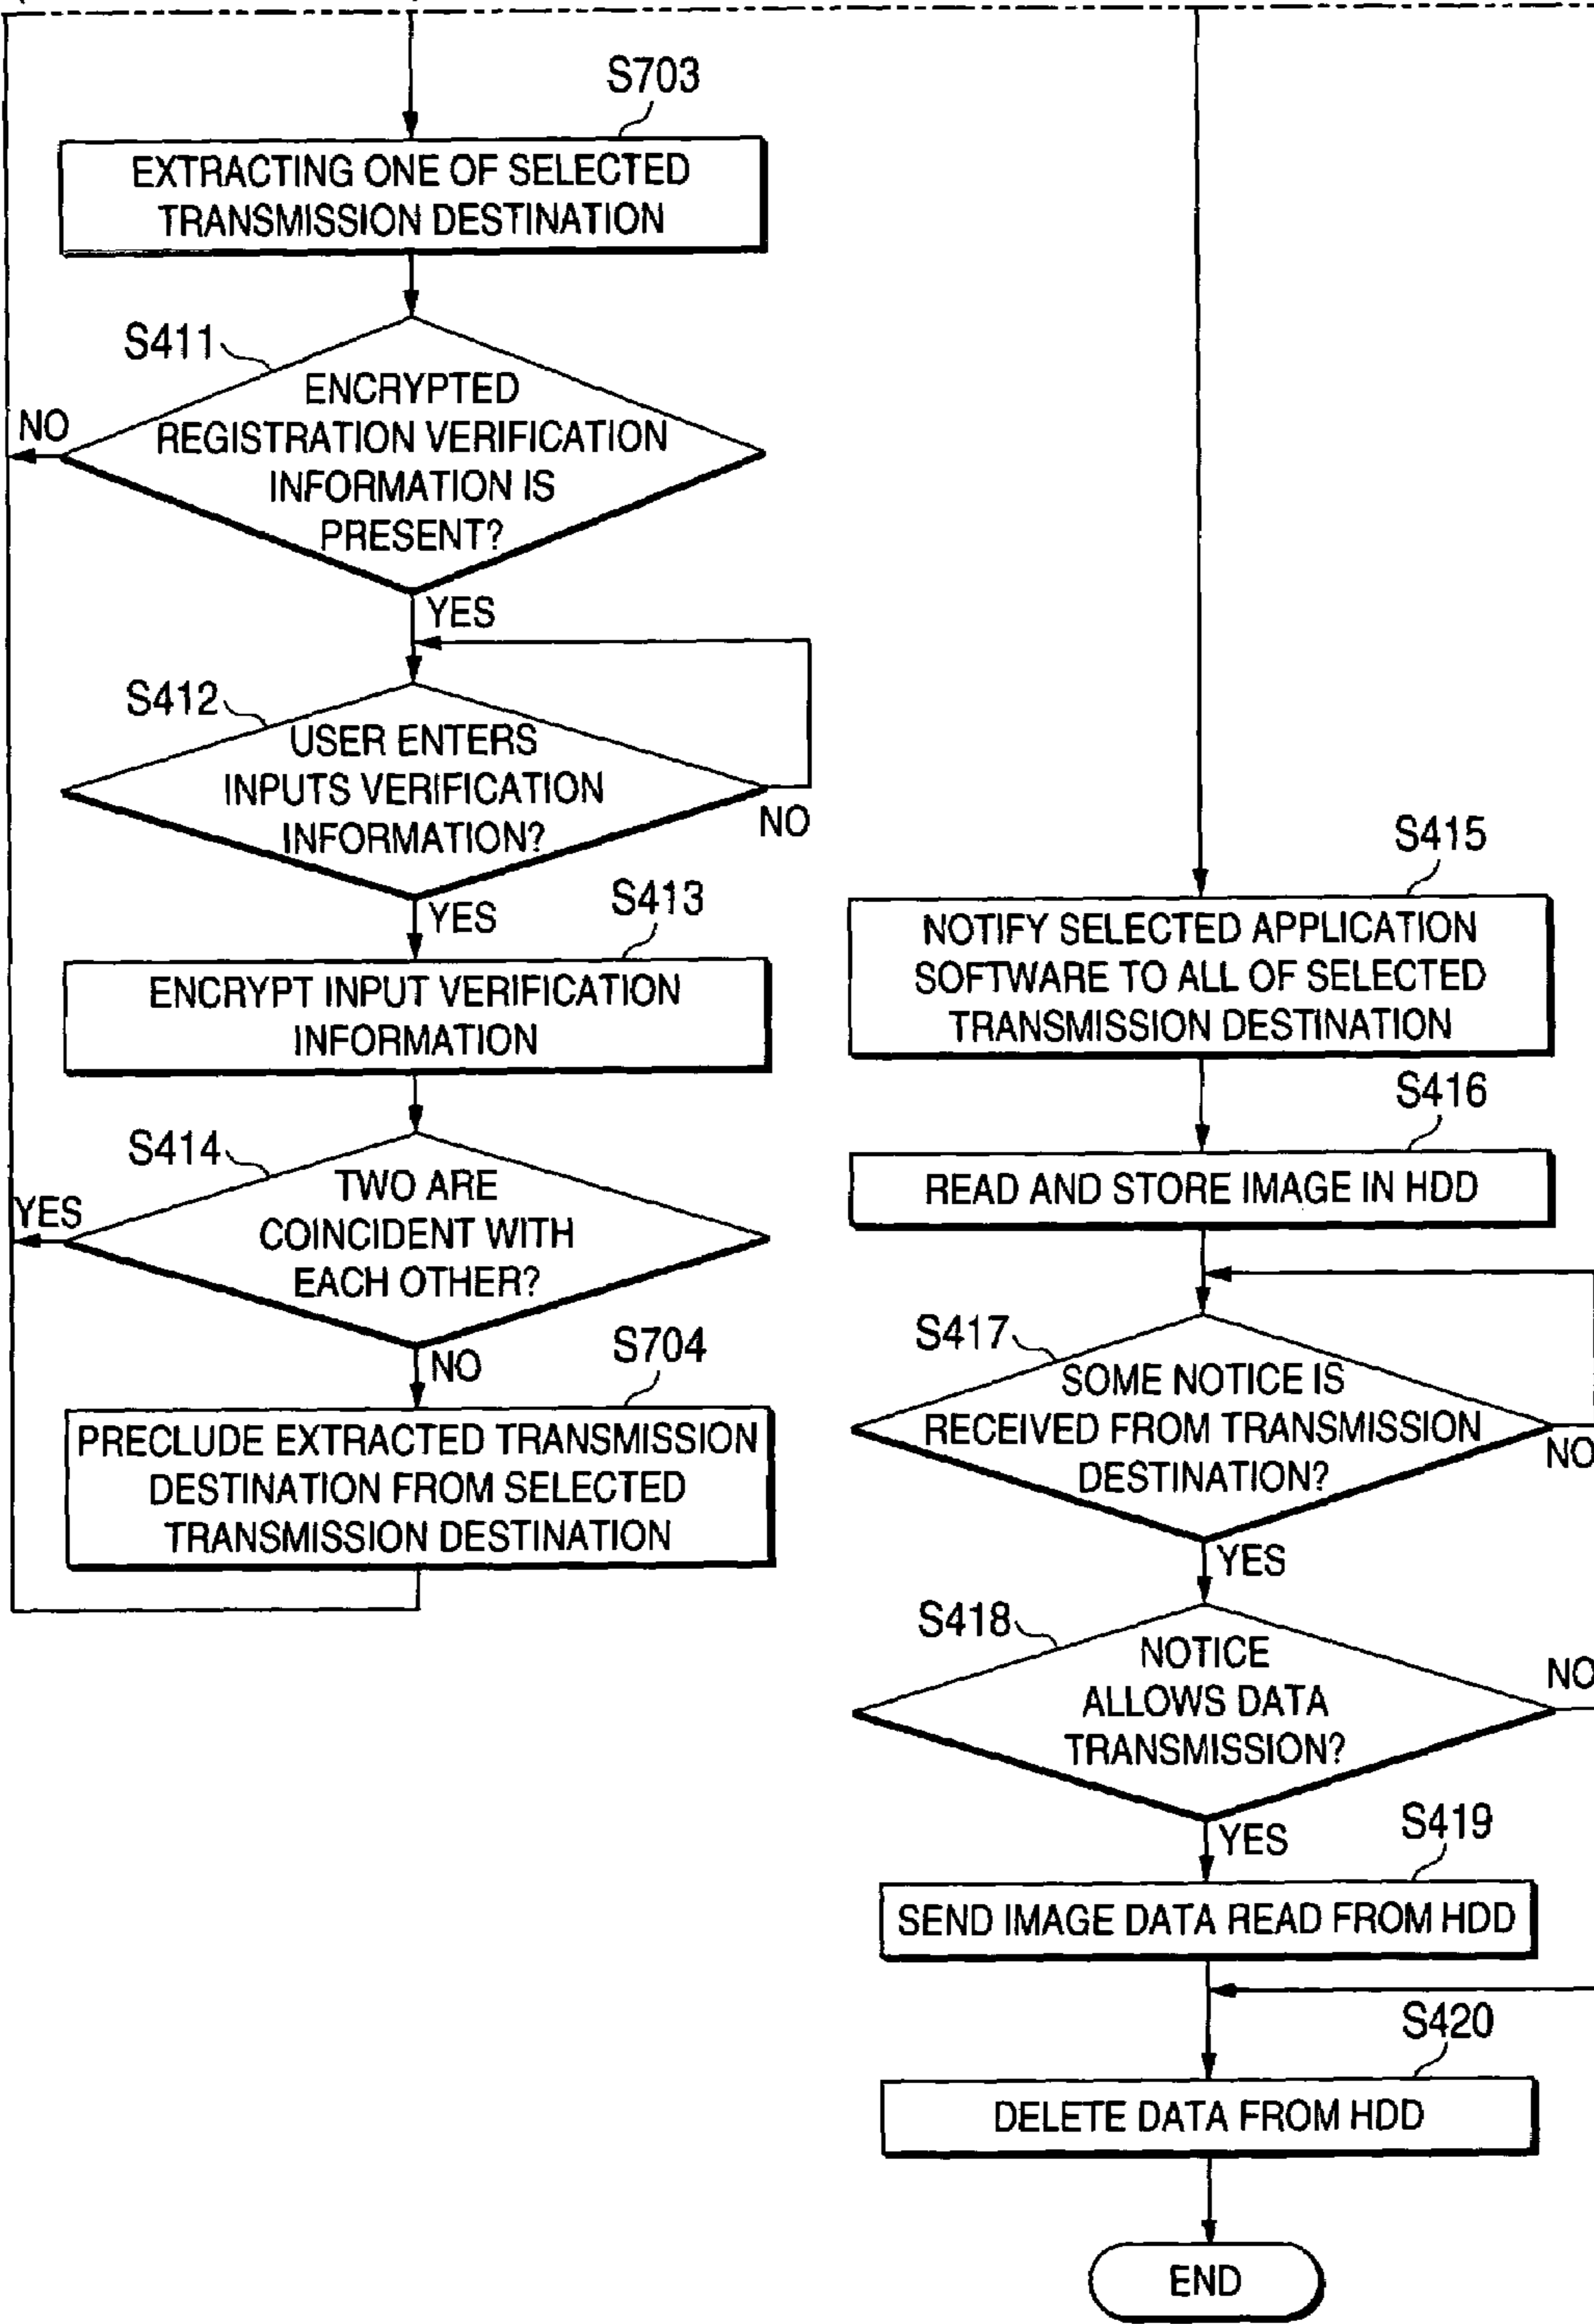 S703
EXTRACTING ONE OF SELECTED
TRANSMISSION DESTINATION
S411
ENCRYPTED
REGISTRATION VERIFICATION
INFORMATION IS
PRESENT?
NO
YES
S412
USER ENTERS
INPUTS VERIFICATION
INFORMATION?
NO
YES
S413
ENCRYPT INPUT VERIFICATION
INFORMATION
S414
TWO ARE
COINCIDENT WITH
EACH OTHER?
YES
NO
S704
PRECLUDE EXTRACTED TRANSMISSION
DESTINATION FROM SELECTED
TRANSMISSION DESTINATION
S415
NOTIFY SELECTED APPLICATION
SOFTWARE TO ALL OF SELECTED
TRANSMISSION DESTINATION
S416
READ AND STORE IMAGE IN HDD
S417
SOME NOTICE IS
RECEIVED FROM TRANSMISSION
DESTINATION?
NO
YES
S418
NOTICE
ALLOWS DATA
TRANSMISSION?
NO
YES
S419
SEND IMAGE DATA READ FROM HDD
S420
DELETE DATA FROM HDD
END